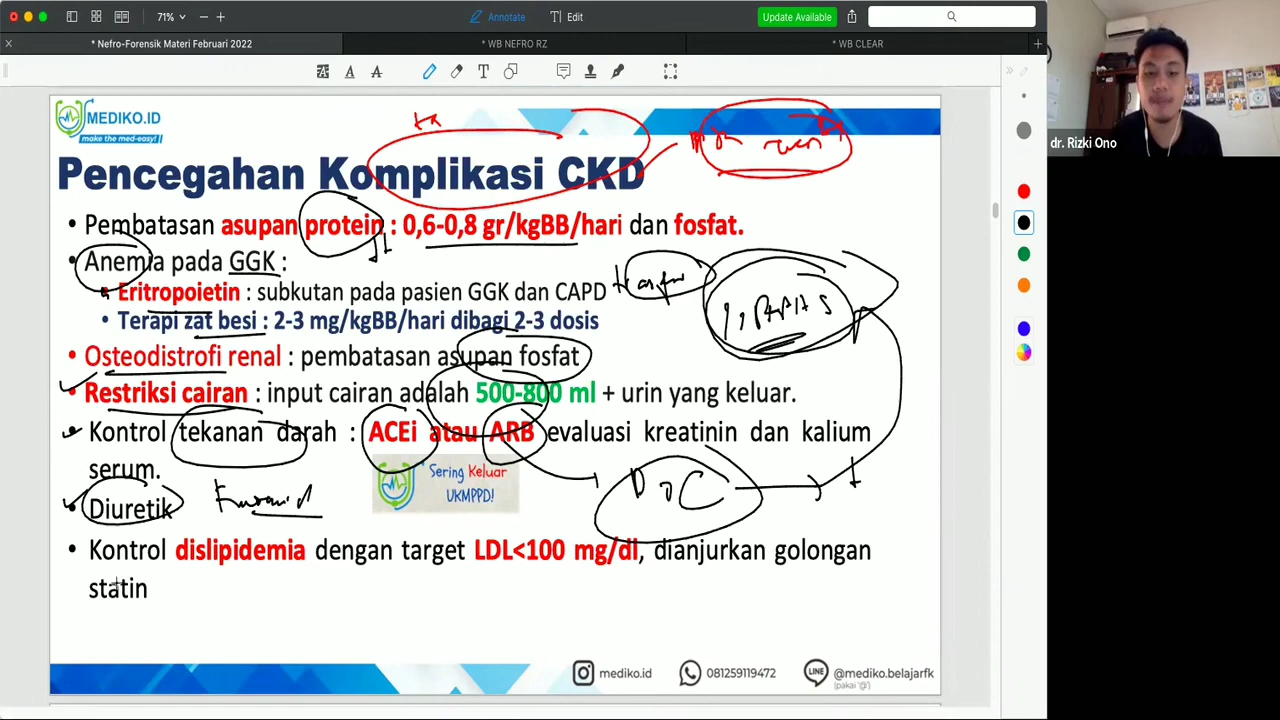 71%
Annotate
Edit
Update Available
* Nefro-Forensik Materi Februari 2022
* WB NEFRO RZ
* WB CLEAR
MEDIKO.ID
make the med-easy!
dr. Rizki Ono
Pencegahan Komplikasi CKD
• Pembatasan asupan protein : 0,6-0,8 gr/kgBB/hari dan fosfat.
• Anemia pada GGK :
• Eritropoietin : subkutan pada pasien GGK dan CAPD
• Terapi zat besi : 2-3 mg/kgBB/hari dibagi 2-3 dosis
• Osteodistrofi renal : pembatasan asupan fosfat
• Restriksi cairan : input cairan adalah 500-800 ml + urin yang keluar.
• Kontrol tekanan darah : ACEi atau ARB evaluasi kreatinin dan kalium
serum.
Sering Keluar
UKMPPD!
DOC
• Diuretik
• Kontrol dislipidemia dengan target LDL<100 mg/dl, dianjurkan golongan
statin
mediko.id
081259119472
LINE
@mediko.belajarfk
(pakai '@')